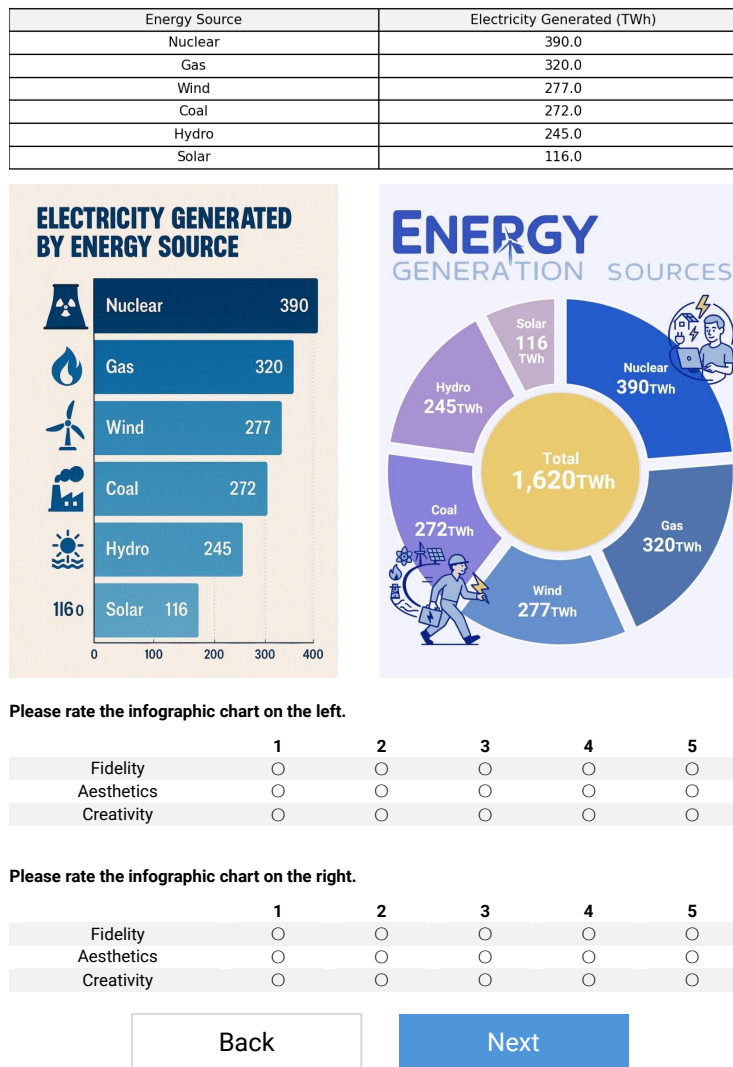 Energy Source Electricity Generated (TWh)
Nuclear 390.0
Gas 320.0
Wind 277.0
Coal 272.0
Hydro 245.0
Solar 116.0
ELECTRICITY GENERATED
BY ENERGY SOURCE
Nuclear 390
Gas 320
Wind 277
Coal 272
Hydro 245
116 o Solar 116
0 100 200 300 400
ENERGY
GENERATION SOURCES
Solar
116
TWh
Nuclear
390TWh
Hydro
245TWh
Total
1,620TWh
Coal
272TWh
Gas
320TWh
Wind
277TWh
Please rate the infographic chart on the left.
1 2 3 4 5
Fidelity
Aesthetics
Creativity
Please rate the infographic chart on the right.
1 2 3 4 5
Fidelity
Aesthetics
Creativity
Back Next